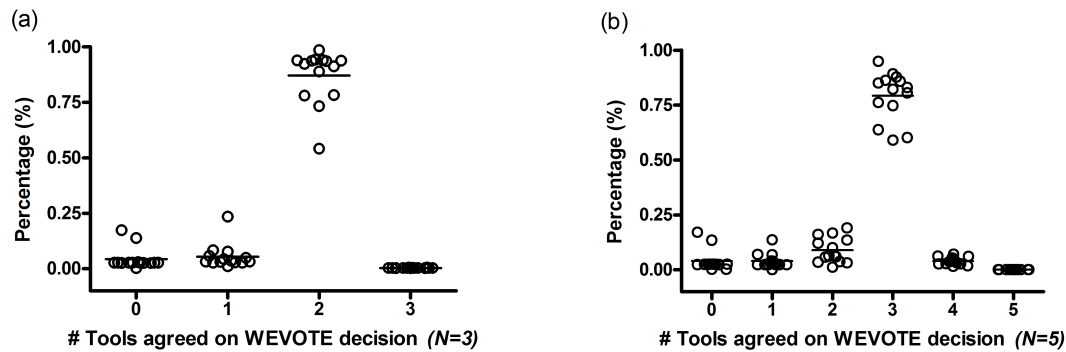 (a)
1.00
0.75
0.50
0.25
0.00
Percentage (%)
0 1 2 3
# Tools agreed on WEVOTE decision (N=3)
(b)
1.00
0.75
0.50
0.25
0.00
Percentage (%)
0 1 2 3 4 5
# Tools agreed on WEVOTE decision (N=5)